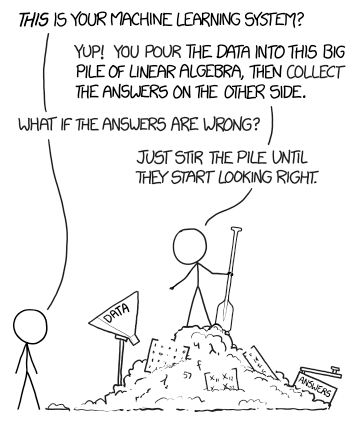 THIS IS YOUR MACHINE LEARNING SYSTEM?
YUP! YOU POUR THE DATA INTO THIS BIG
PILE OF LINEAR ALGEBRA, THEN COLLECT
THE ANSWERS ON THE OTHER SIDE.
WHAT IF THE ANSWERS ARE WRONG?
JUST STIR THE PILE UNTIL
THEY START LOOKING RIGHT.
DATA
ANSWERS